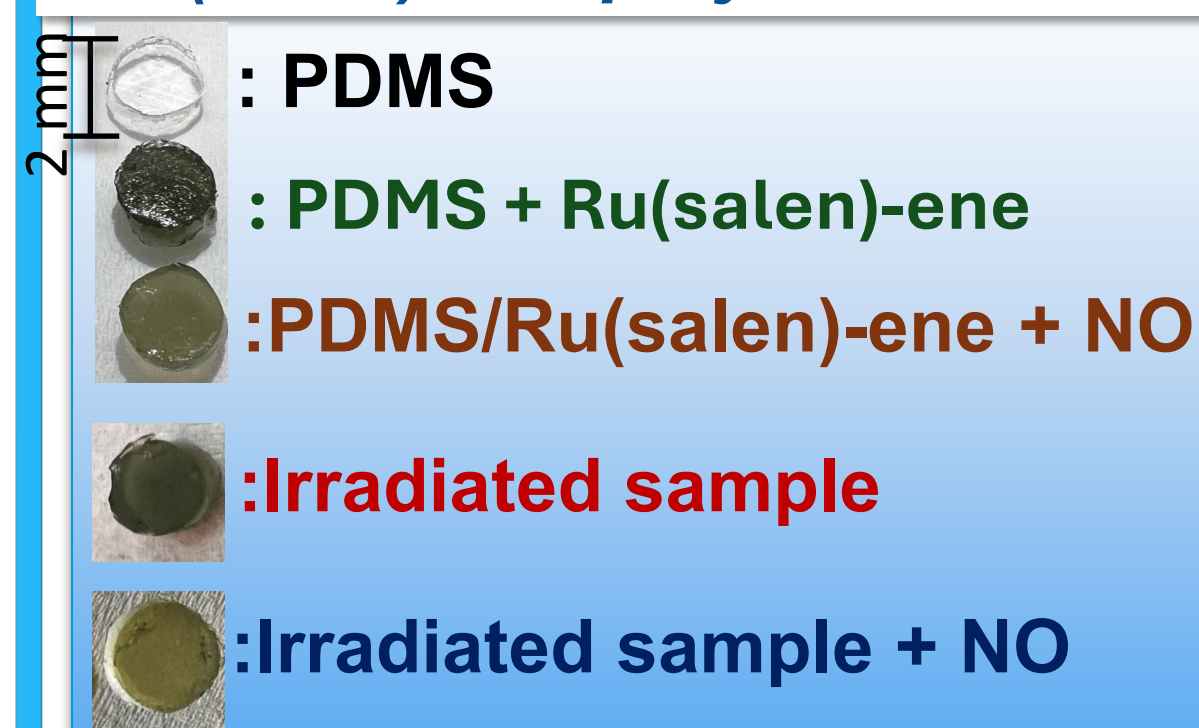 2 mm
: PDMS
: PDMS + Ru(salen)-ene
:PDMS/Ru(salen)-ene + NO
:Irradiated sample
:Irradiated sample + NO